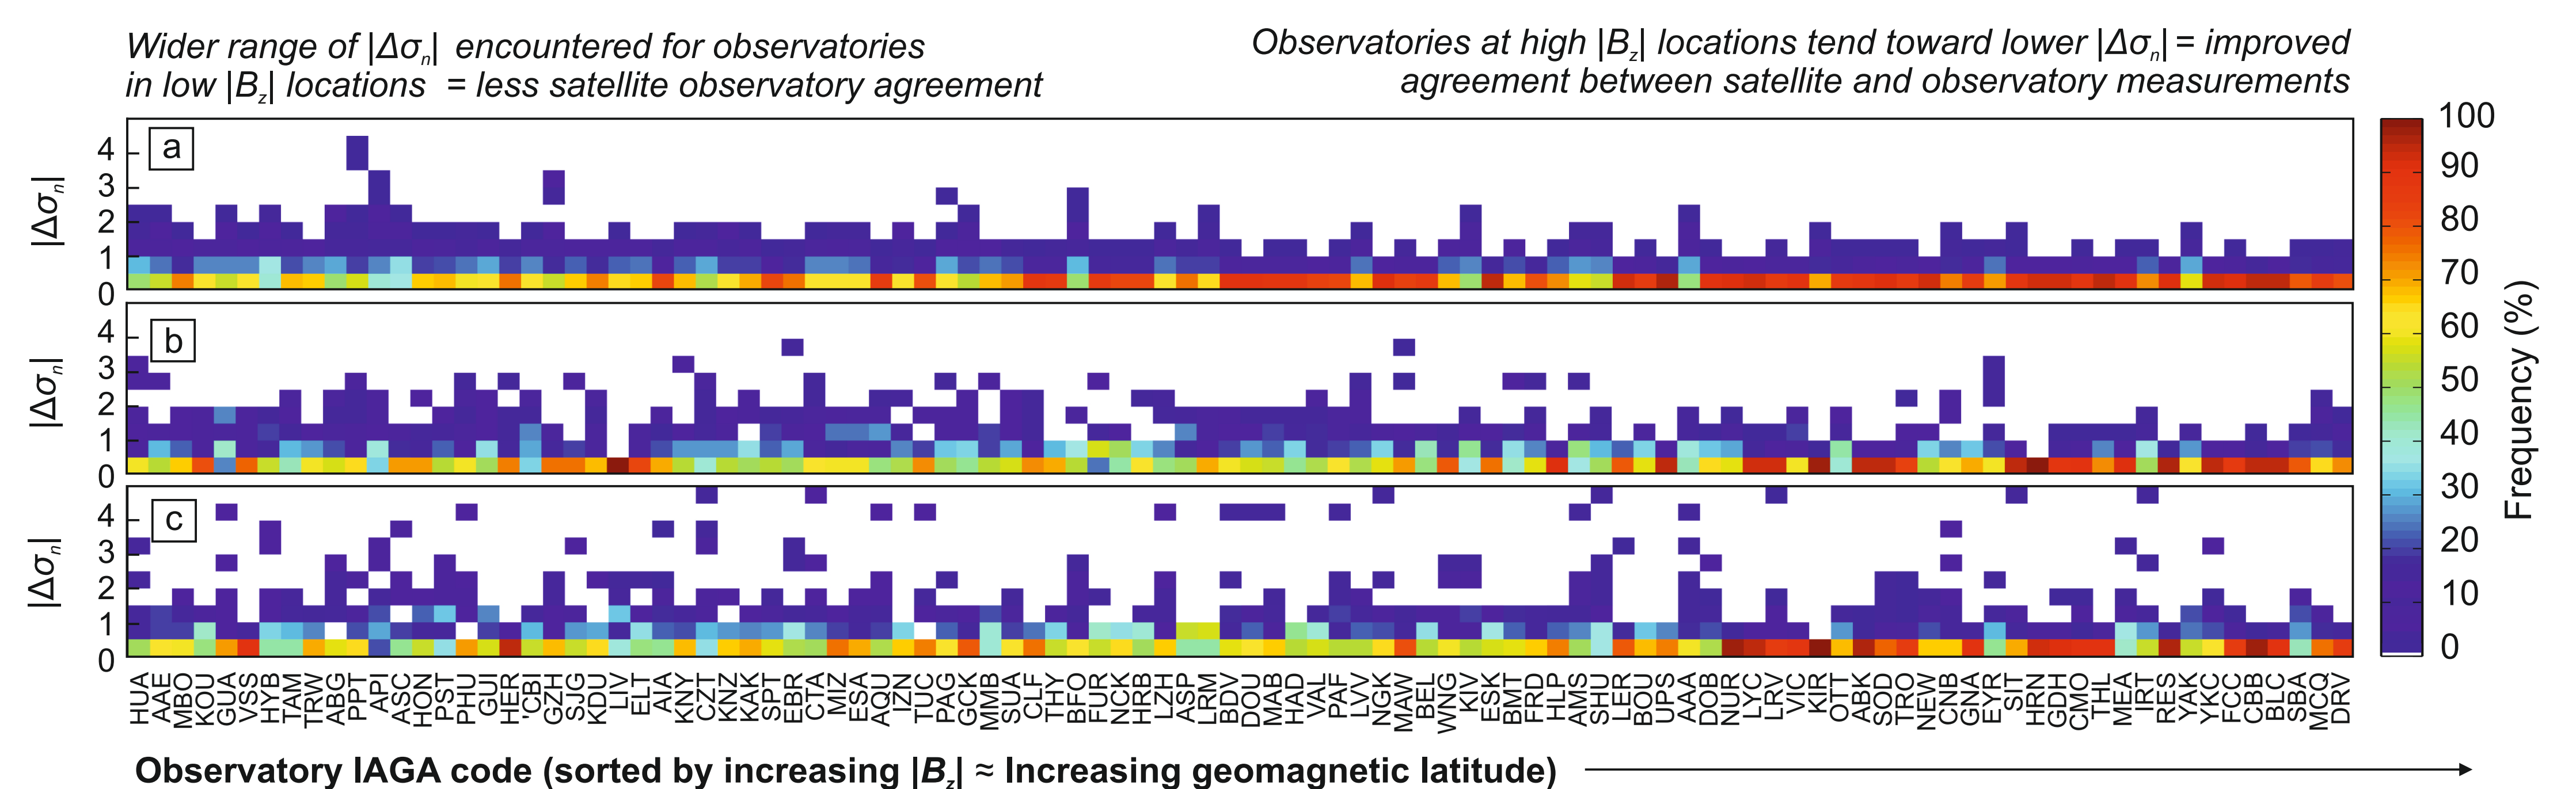 Wider range of |Δσn| encountered for observatories
in low |Bz| locations = less satellite observatory agreement
Observatories at high |Bz| locations tend toward lower |Δσn| = improved
agreement between satellite and observatory measurements
a
|Δσn|
4
3
2
1
0
b
|Δσn|
4
3
2
1
0
c
|Δσn|
4
3
2
1
0
100
90
80
70
60
50
40
30
20
10
0
Frequency (%)
HUA AAE MBO KOU GUA VSS HYB TAM TRW ABG PPT API ASC HON PST PHU GUI HER 'CBI GZH SJG KDU LIV ELT AIA KNY CZT KNZ KAK SPT EBR CTA MIZ ESA AQU IZN TUC PAG GCK MMB SUA CLF THY BFO FUR NCK HRB LZH ASP LRM BDV DOU MAB HAD VAL PAF LVV NGK MAW BEL WNG KIV ESK BMT FRD HLP AMS SHU LER BOU UPS AAA DOB NUR LYC LRV VIC KIR OTT ABK SOD TRO NEW CNB GNA EYR SIT HRN GDH CMO THL MEA IRT RES YAK YKC FCC CBB BLC SBA MCQ DRV
Observatory IAGA code (sorted by increasing |Bz| ≈ Increasing geomagnetic latitude)